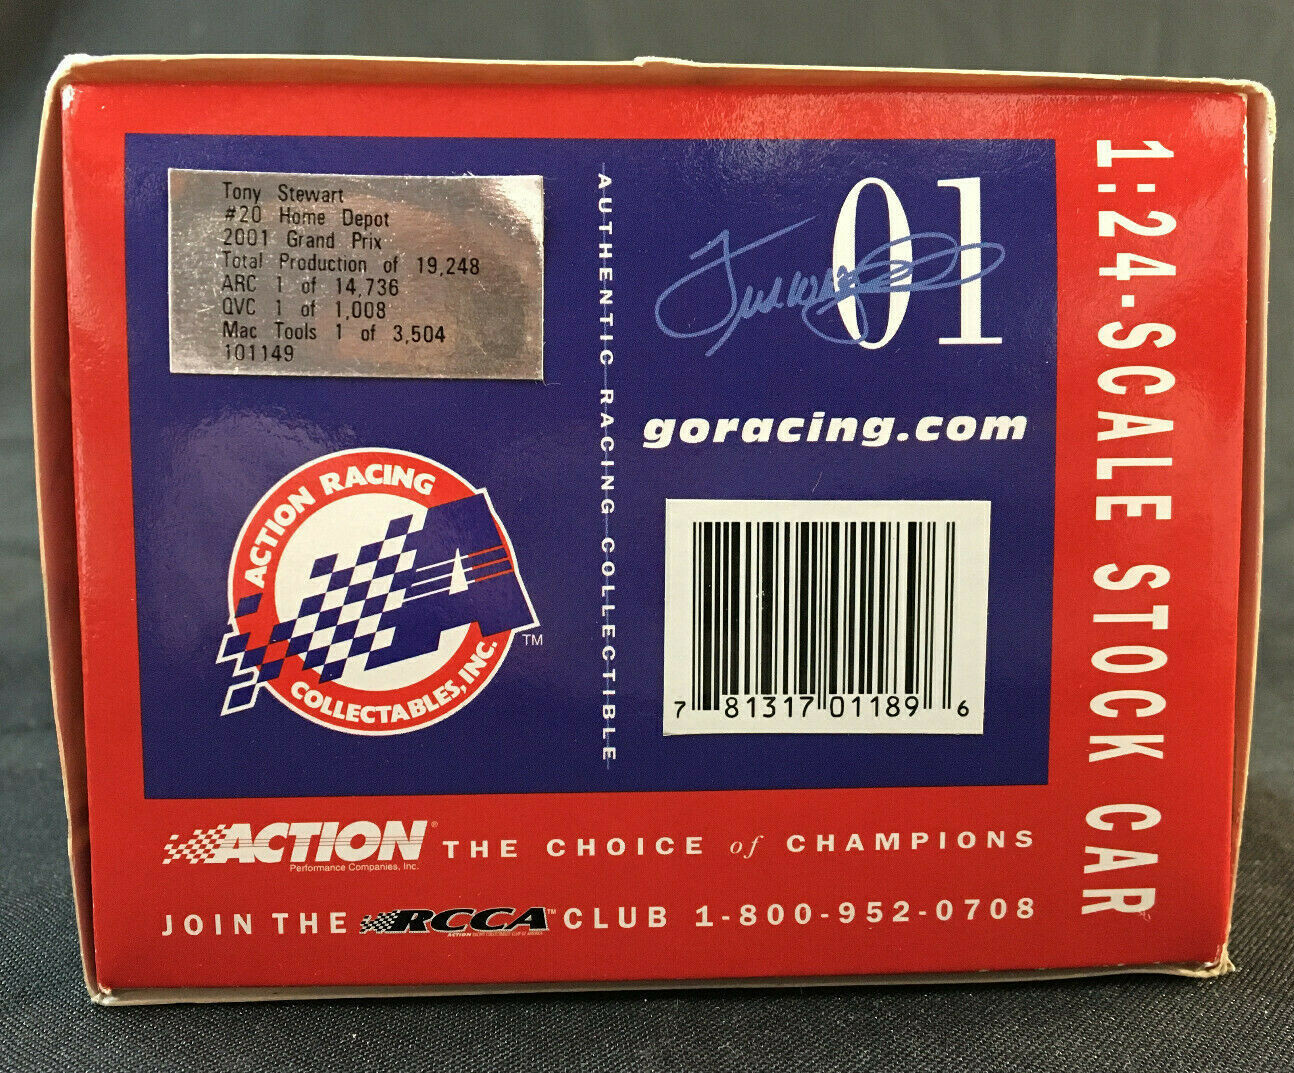 Tony Stewart
#20 Home Depot
2001 Grand Prix
Total Production of 19,248
ARC 1 of 14,736
QVC 1 of 1,008
Mac Tools 1 of 3,504
101149
AUTHENTIC RACING COLLECTIBLE
01
goracing.com
7 81317 01189 6
ACTION RACING
COLLECTABLES, INC.
TM
1:24-SCALE STOCK CAR
ACTION® THE CHOICE of CHAMPIONS
Performance Companies, Inc.
JOIN THE RCCA™ CLUB 1-800-952-0708